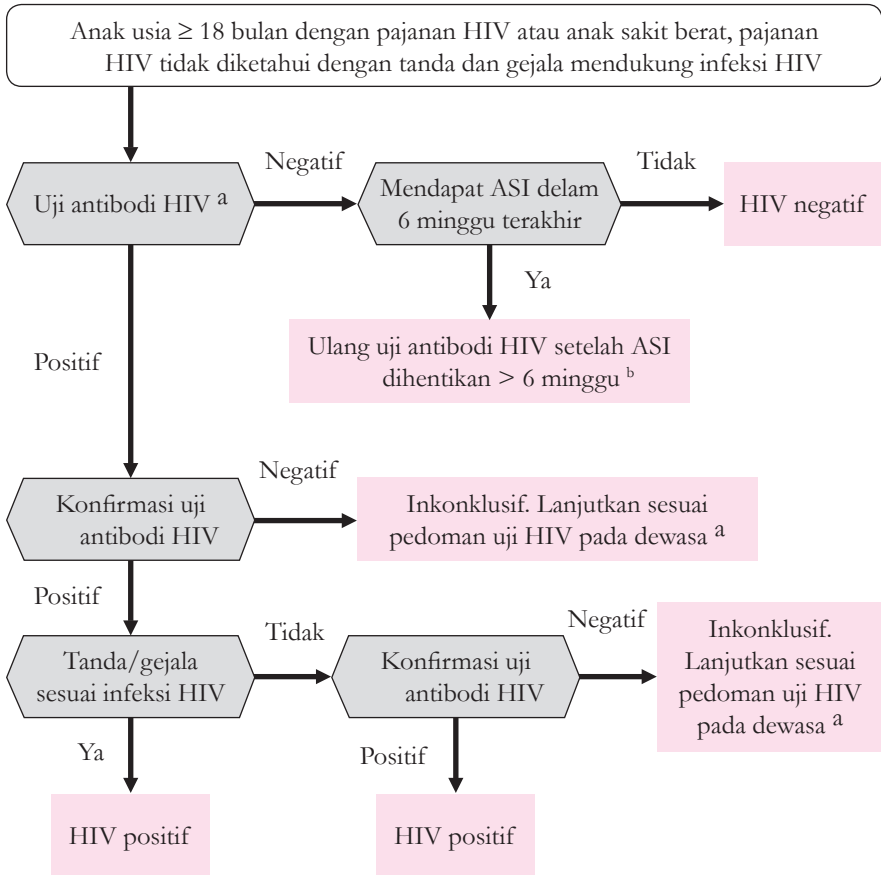 Anak usia ≥ 18 bulan dengan pajanan HIV atau anak sakit berat, pajanan
HIV tidak diketahui dengan tanda dan gejala mendukung infeksi HIV
Uji antibodi HIV a
Negatif
Mendapat ASI delam
6 minggu terakhir
Tidak
HIV negatif
Ya
Ulang uji antibodi HIV setelah ASI
dihentikan > 6 minggu b
Positif
Konfirmasi uji
antibodi HIV
Negatif
Inkonklusif. Lanjutkan sesuai
pedoman uji HIV pada dewasa a
Positif
Tanda/gejala
sesuai infeksi HIV
Tidak
Konfirmasi uji
antibodi HIV
Negatif
Inkonklusif.
Lanjutkan sesuai
pedoman uji HIV
pada dewasa a
Ya
HIV positif
Positif
HIV positif